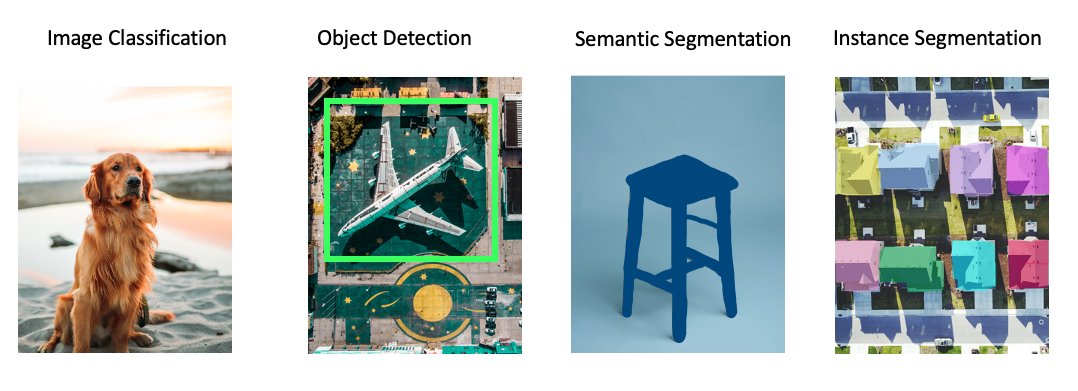 Image Classification
Object Detection
Semantic Segmentation
Instance Segmentation